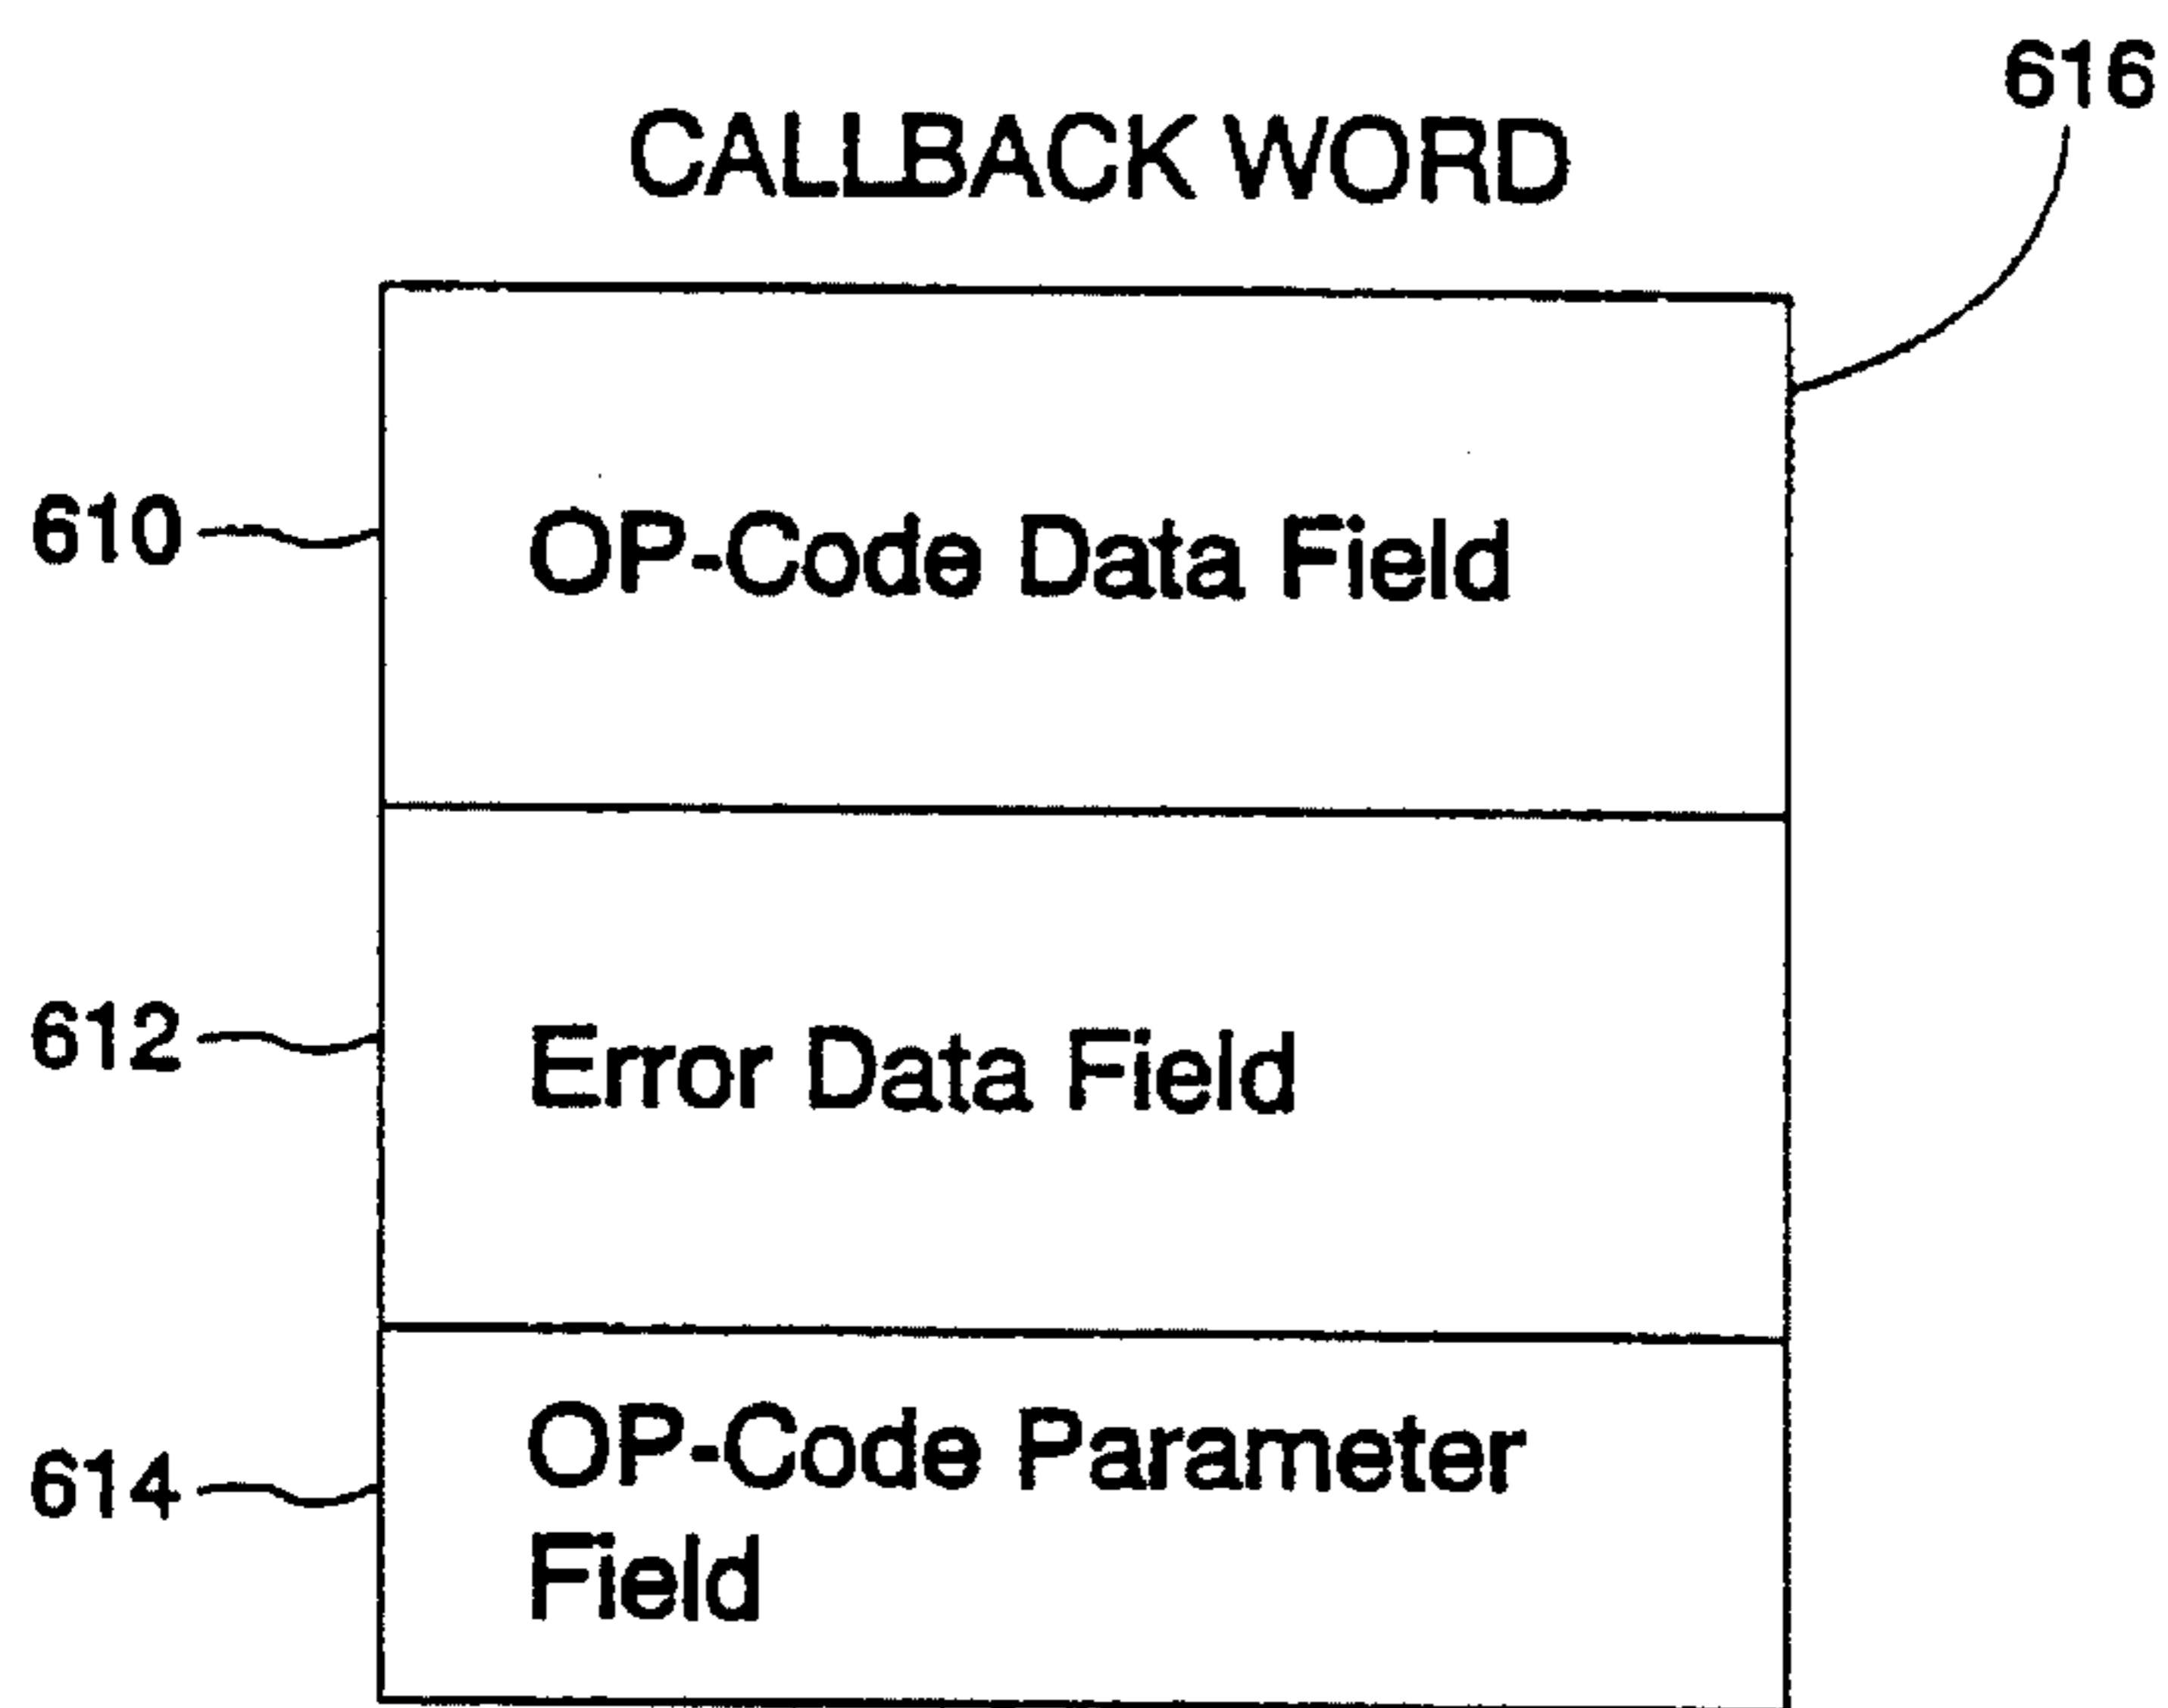 616
CALLBACK WORD
610
OP-Code Data Field
612
Error Data Field
614
OP-Code Parameter
Field